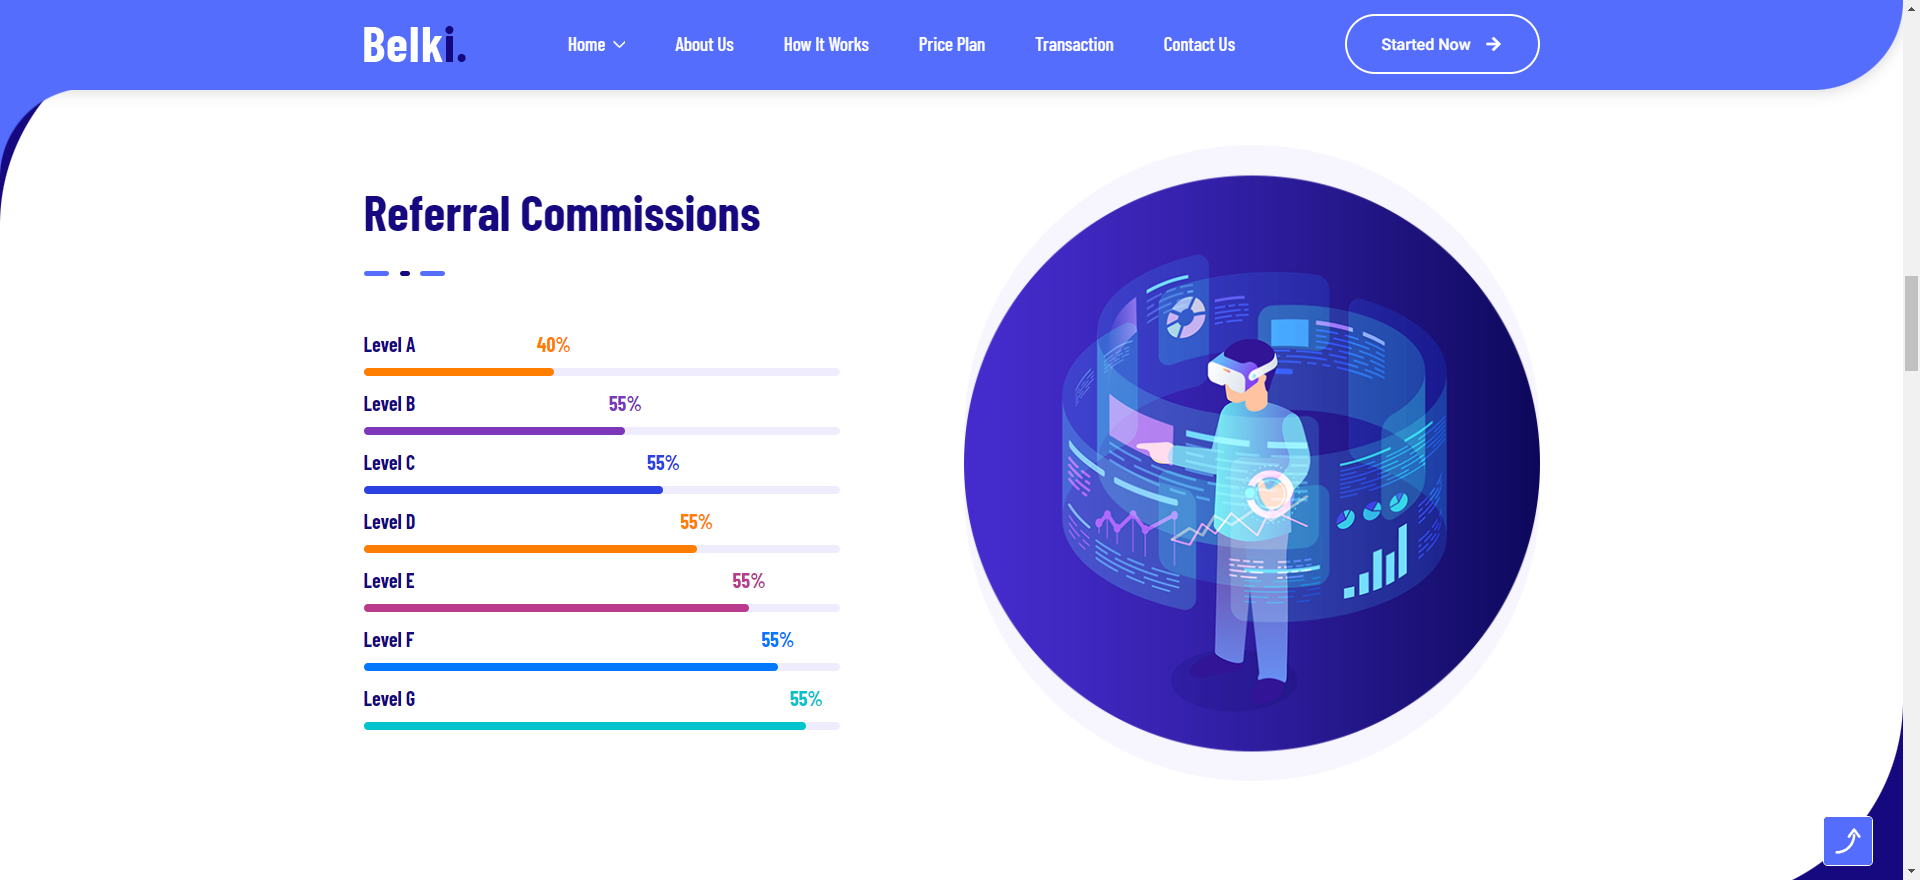 Belki.
Home
About Us
How It Works
Price Plan
Transaction
Contact Us
Started Now
Referral Commissions
Level A 40%
Level B 55%
Level C 55%
Level D 55%
Level E 55%
Level F 55%
Level G 55%